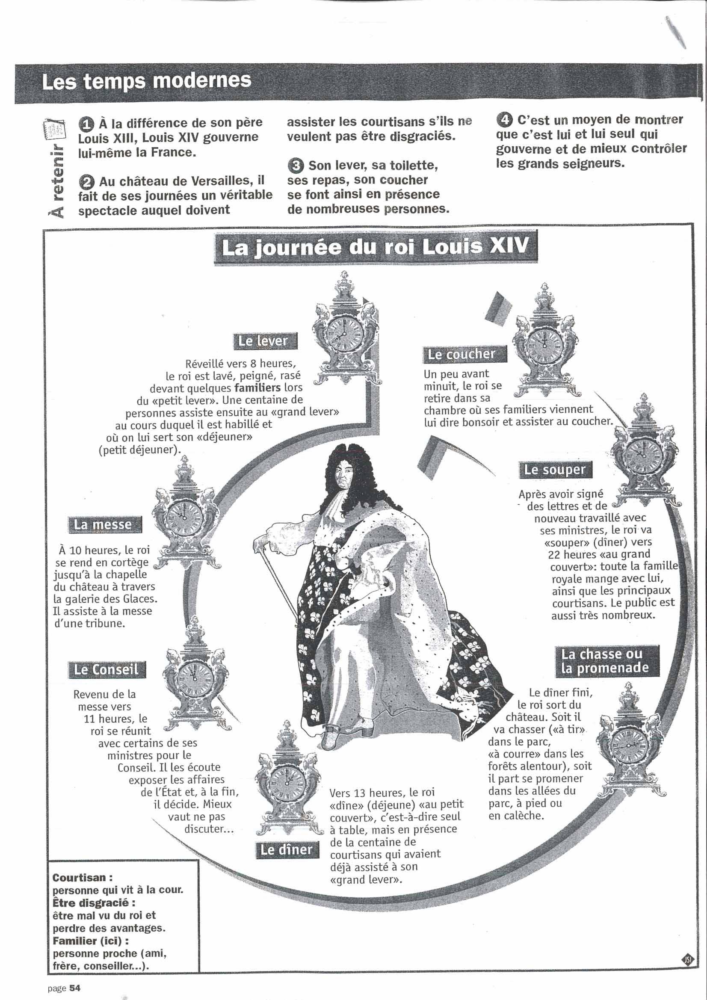 Les temps modernes
À retenir
1 À la différence de son père
Louis XIII, Louis XIV gouverne
lui-même la France.
2 Au château de Versailles, il
fait de ses journées un véritable
spectacle auquel doivent
assister les courtisans s'ils ne
veulent pas être disgraciés.
3 Son lever, sa toilette,
ses repas, son coucher
se font ainsi en présence
de nombreuses personnes.
4 C'est un moyen de montrer
que c'est lui et lui seul qui
gouverne et de mieux contrôler
les grands seigneurs.
La journée du roi Louis XIV
Le lever
Réveillé vers 8 heures,
le roi est lavé, peigné, rasé
devant quelques familiers lors
du «petit lever». Une centaine de
personnes assiste ensuite au «grand lever»
au cours duquel il est habillé et
où on lui sert son «déjeuner»
(petit déjeuner).
La messe
À 10 heures, le roi
se rend en cortège
jusqu'à la chapelle
du château à travers
la galerie des Glaces.
Il assiste à la messe
d'une tribune.
Le Conseil
Revenu de la
messe vers
11 heures, le
roi se réunit
avec certains de ses
ministres pour le
Conseil. Il les écoute
exposer les affaires
de l'État et, à la fin,
il décide. Mieux
vaut ne pas
discuter...
Le dîner
Vers 13 heures, le roi
«dîne» (déjeune) «au petit
couvert», c'est-à-dire seul
à table, mais en présence
de la centaine de
courtisans qui avaient
déjà assisté à son
«grand lever».
La chasse ou
la promenade
Le dîner fini,
le roi sort du
château. Soit il
va chasser («à tir»
dans le parc,
«à courre» dans les
forêts alentour), soit
il part se promener
dans les allées du
parc, à pied ou
en calèche.
Le souper
Après avoir signé
des lettres et de
nouveau travaillé avec
ses ministres, le roi va
«souper» (dîner) vers
22 heures «au grand
couvert»: toute la famille
royale mange avec lui,
ainsi que les principaux
courtisans. Le public est
aussi très nombreux.
Le coucher
Un peu avant
minuit, le roi se
retire dans sa
chambre où ses familiers viennent
lui dire bonsoir et assister au coucher.
Courtisan :
personne qui vit à la cour.
Être disgracié :
être mal vu du roi et
perdre des avantages.
Familier (ici) :
personne proche (ami,
frère, conseiller...).
JSI
page 54